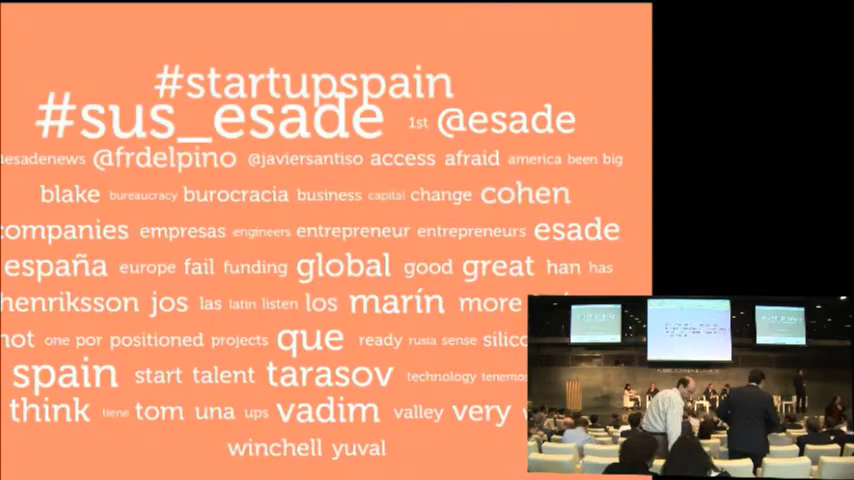 #startupspain
#sus_esade 1st @esade
desadenews @frdelpino @javiersantiso access afraid america been big
blake bureaucracy burocracia business capital change cohen
companies empresas engineers entrepreneur entrepreneurs esade
españa europe fail funding global good great han has
henriksson jos las latin listen los marín more
not one por positioned projects que ready rusia sense silico
spain start talent tarasov technology tenemos
think tiene tom una ups vadim valley very
winchell yuval